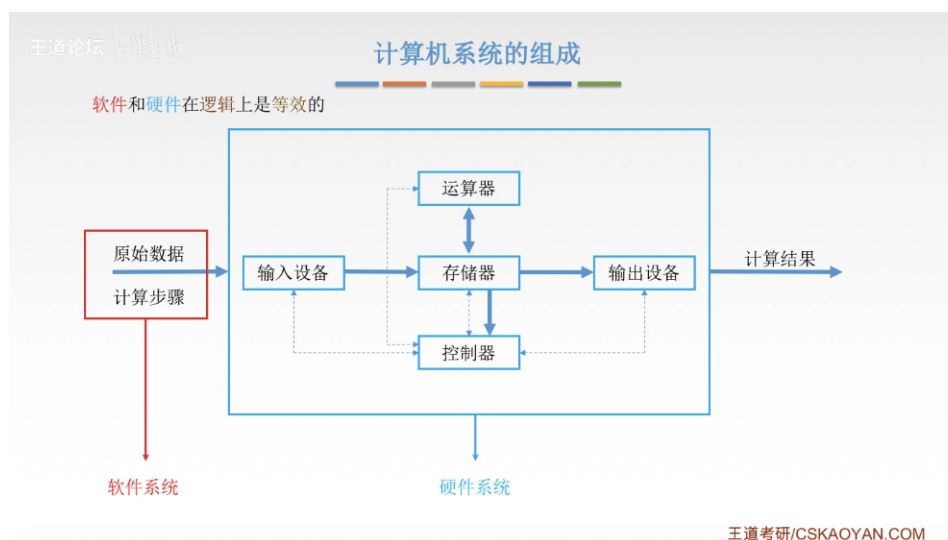 王道论坛
计算机系统的组成
软件和硬件在逻辑上是等效的
运算器
原始数据
计算步骤
输入设备
存储器
输出设备
计算结果
控制器
软件系统
硬件系统
王道考研/CSKAOYAN.COM